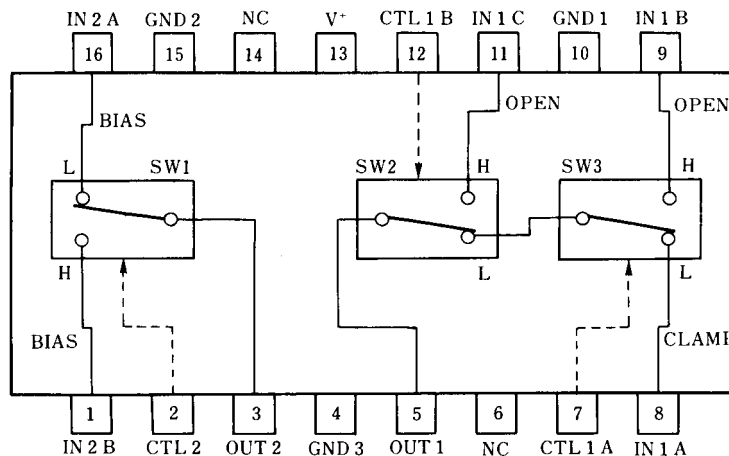 IN 2 A GND 2 NC V+ CTL 1 B IN 1 C GND 1 IN 1 B
16 15 14 13 12 11 10 9
BIAS OPEN OPEN
L SW1 SW2 H SW3 H
H L L
BIAS CLAMP
1 2 3 4 5 6 7 8
IN 2 B CTL 2 OUT 2 GND 3 OUT 1 NC CTL 1 A IN 1 A